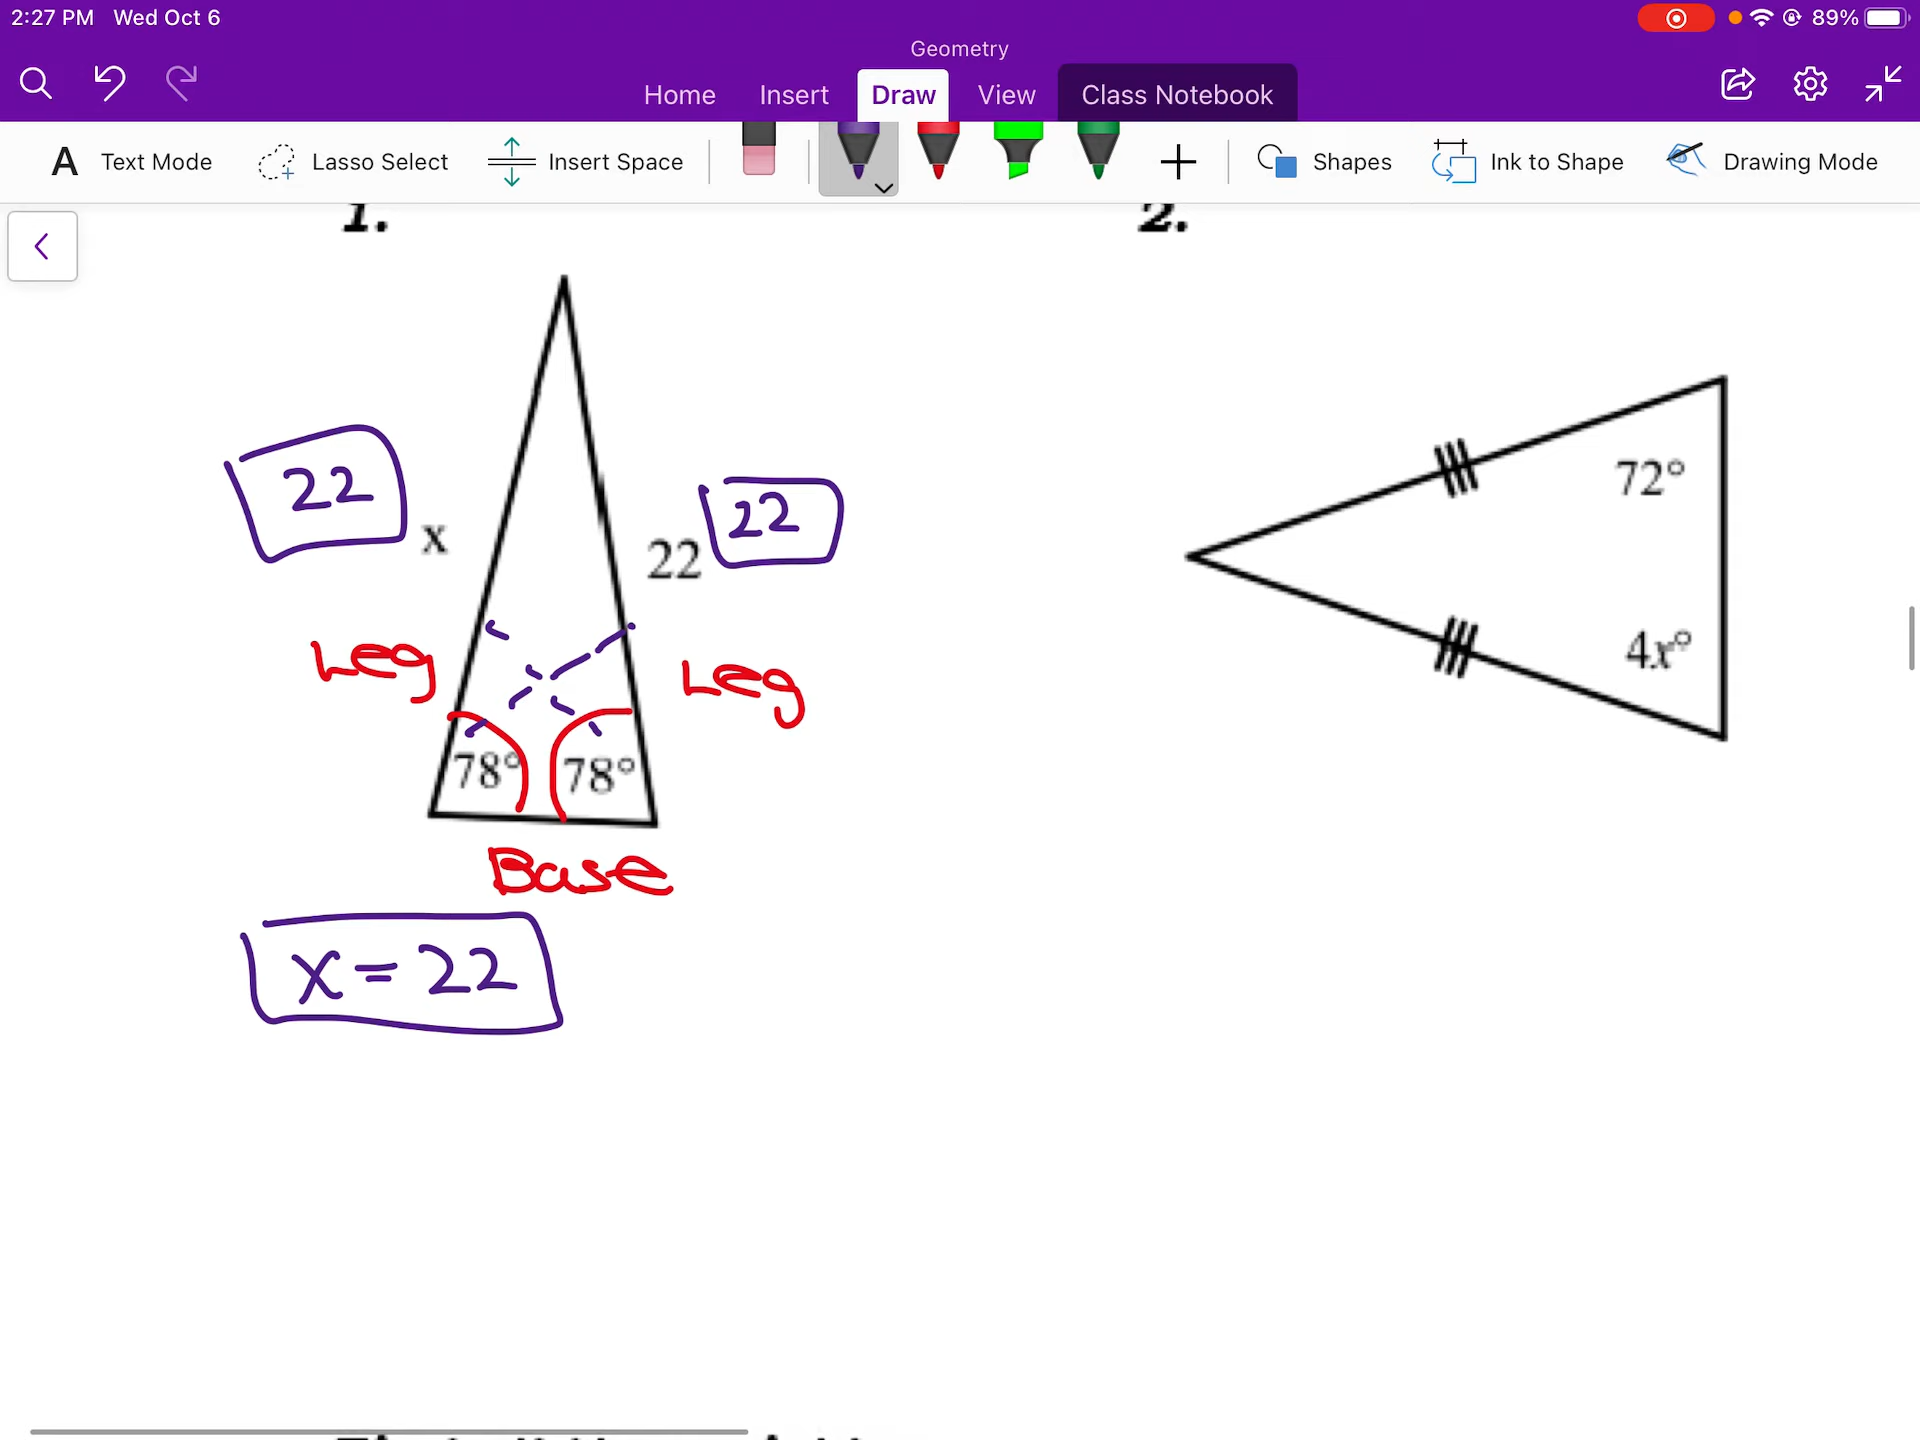 2:27 PM Wed Oct 6
89%
Geometry
Home Insert Draw View Class Notebook
A Text Mode Lasso Select Insert Space Shapes Ink to Shape Drawing Mode
1.
2.
22
x
22
22
Leg
Leg
78°
78°
Base
x = 22
72°
4x°